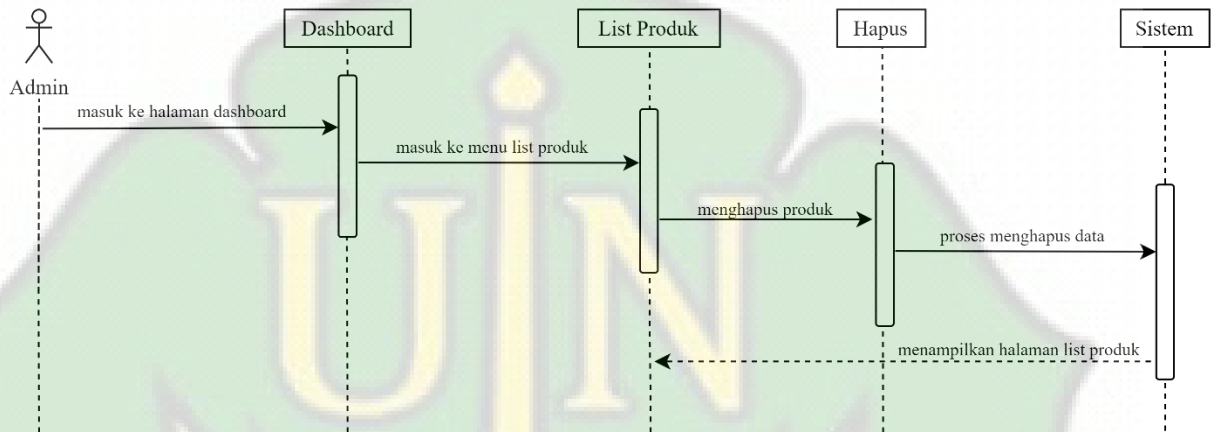 Dashboard
List Produk
Hapus
Sistem
Admin
masuk ke halaman dashboard
masuk ke menu list produk
menghapus produk
proses menghapus data
menampilkan halaman list produk
UIN